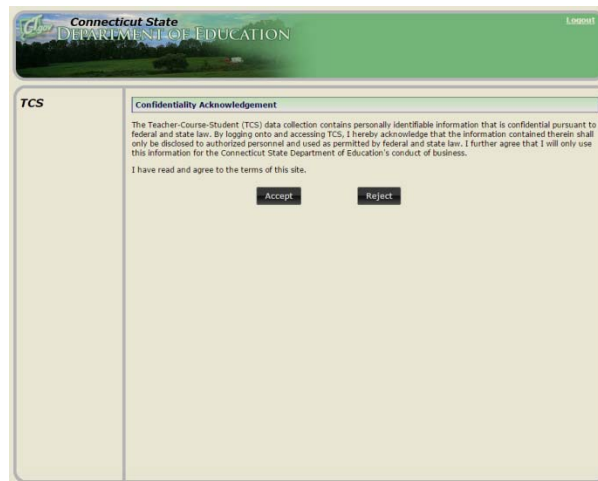 CT.gov
Connecticut State
DEPARTMENT OF EDUCATION
Logout
TCS
Confidentiality Acknowledgement
The Teacher-Course-Student (TCS) data collection contains personally identifiable information that is confidential pursuant to
federal and state law. By logging onto and accessing TCS, I hereby acknowledge that the information contained therein shall
only be disclosed to authorized personnel and used as permitted by federal and state law. I further agree that I will only use
this information for the Connecticut State Department of Education's conduct of business.
I have read and agree to the terms of this site.
Accept
Reject